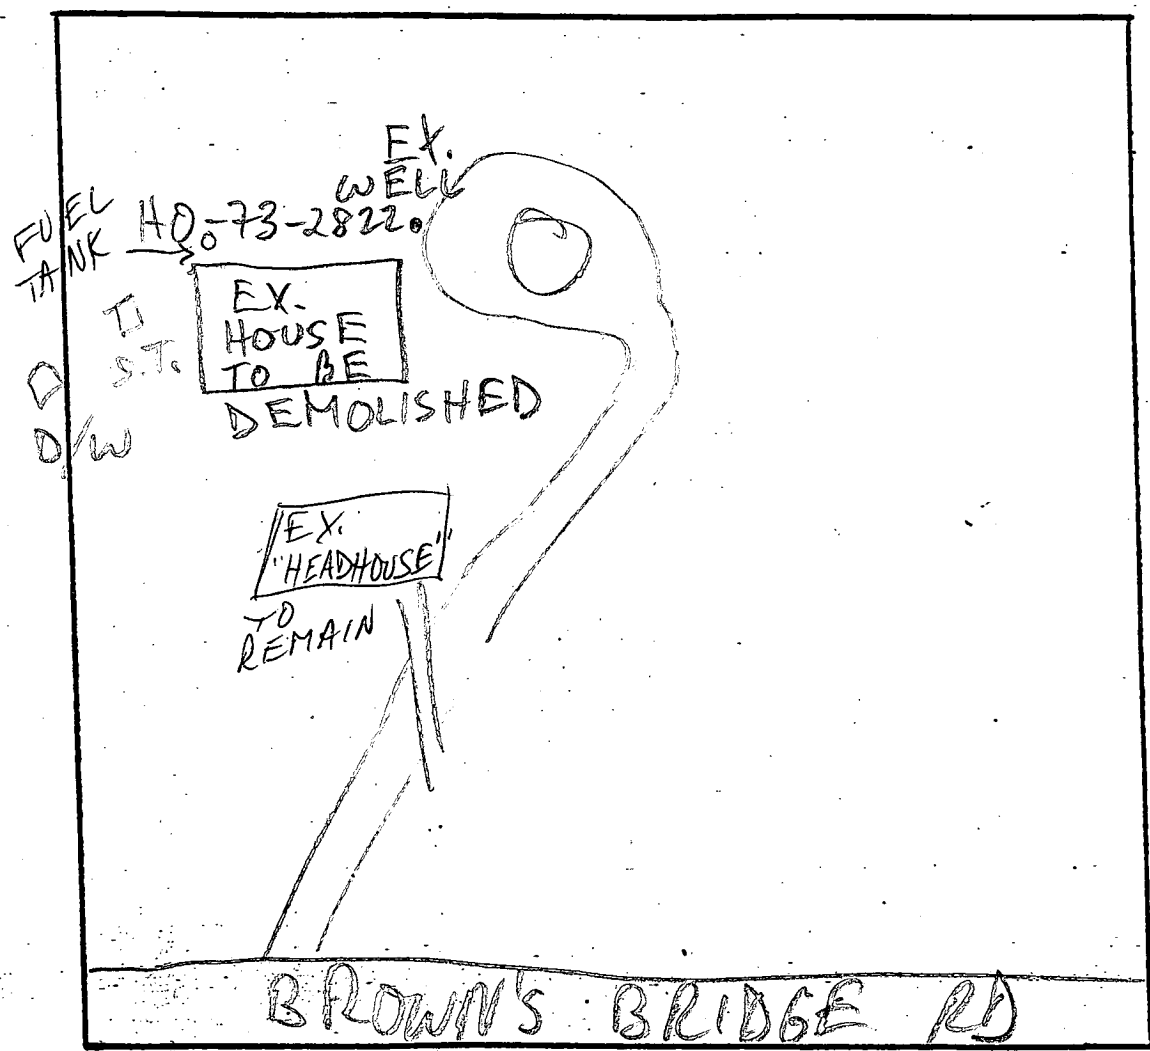 EX.
WELL
HO-73-2822
FUEL
TANK
EX.
HOUSE
TO BE
DEMOLISHED
S.T.
D/W
EX.
"HEADHOUSE"
TO
REMAIN
BROWN'S BRIDGE RD